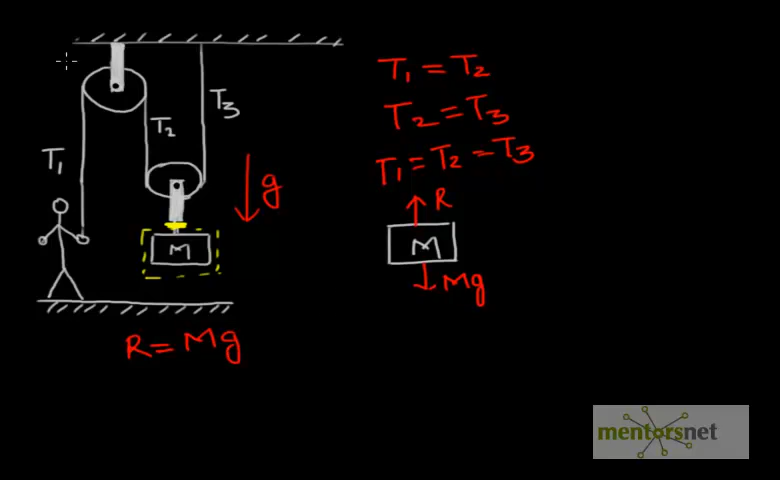 T₁ = T₂
T₂ = T₃
T₁ = T₂ = T₃
T₁
T₂
T₃
g
M
R
M
Mg
R = Mg
mentorsnet